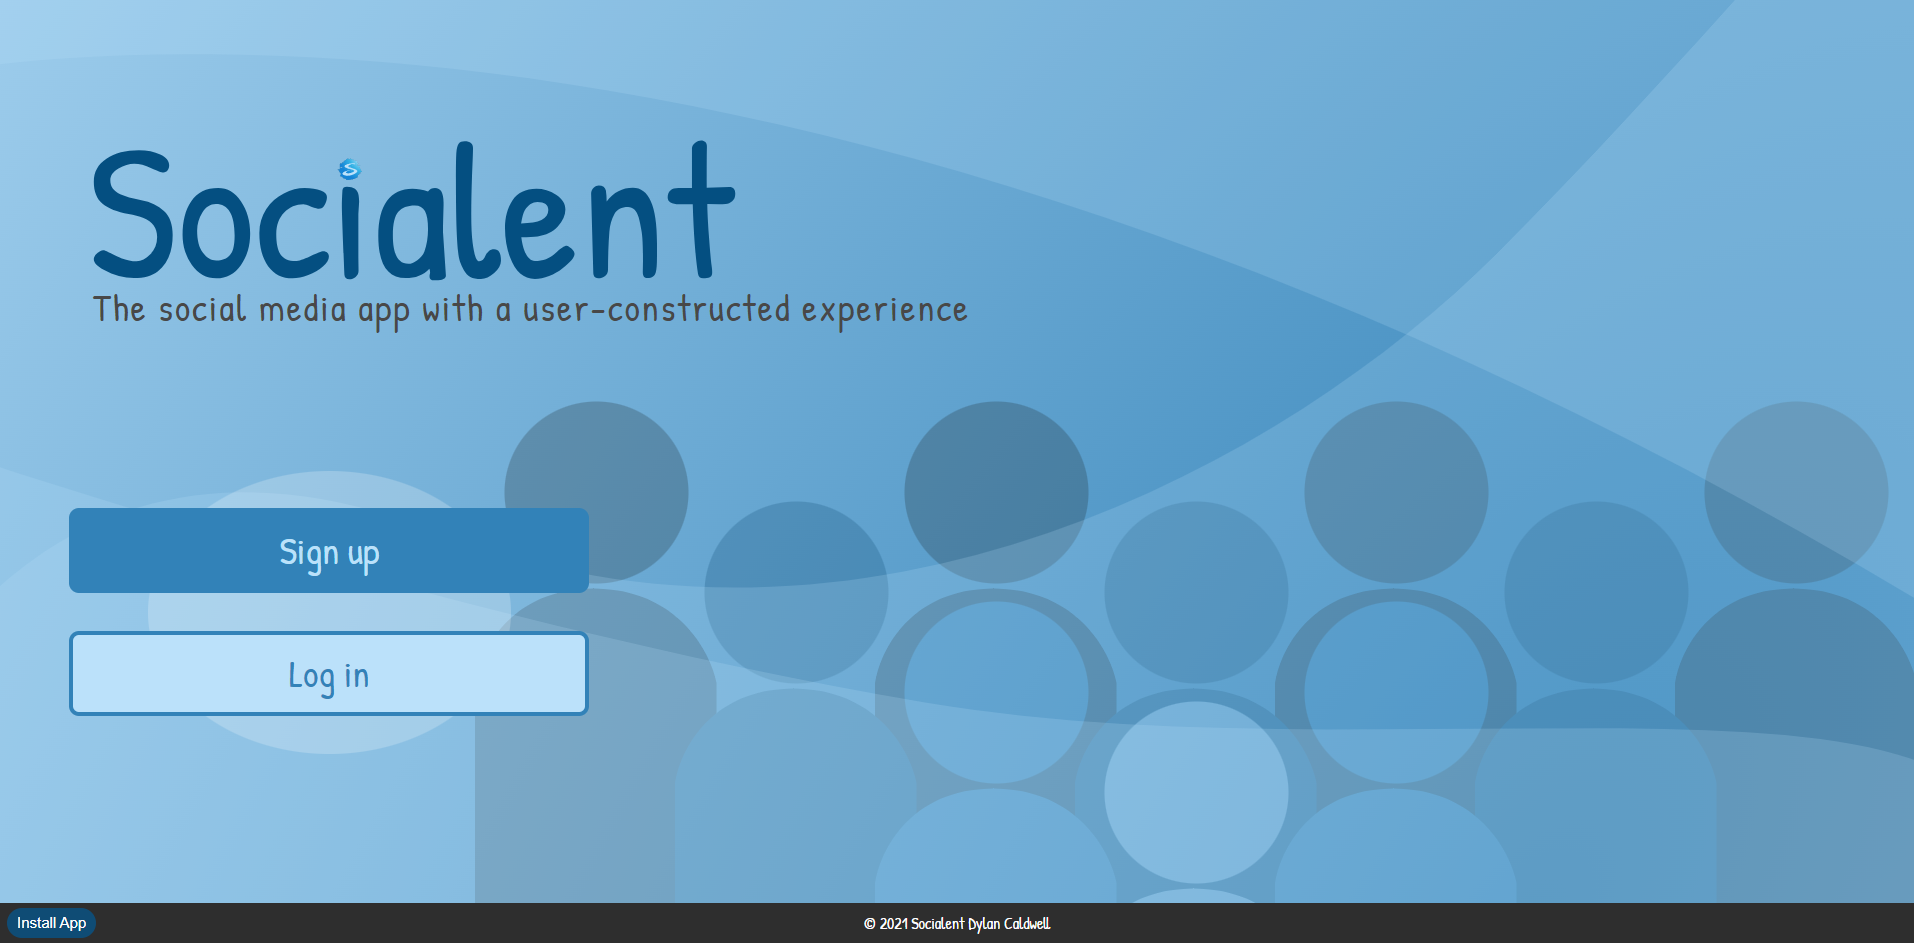 Socialent
The social media app with a user-constructed experience
Sign up
Log in
Install App
© 2021 Socialent Dylan Caldwell